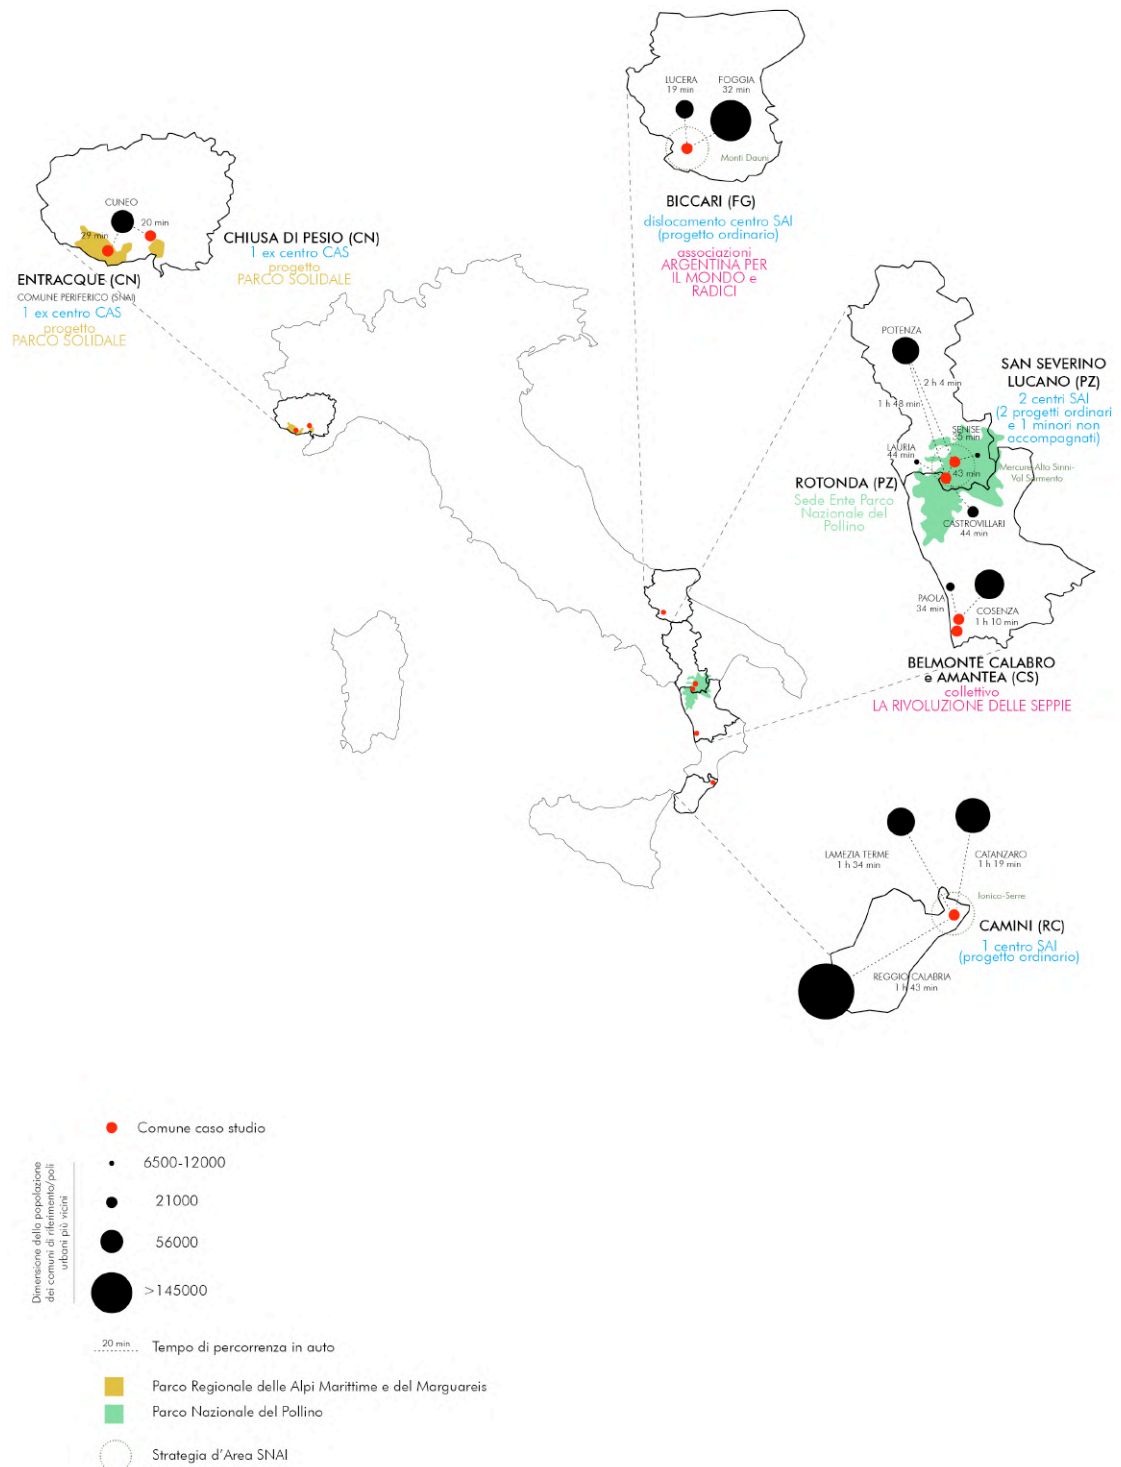 LUCERA
19 min
FOGGIA
32 min
Monti Dauni
BICCARI (FG)
dislocamento centro SAI
(progetto ordinario)
associazioni
ARGENTINA PER
IL MONDO e
RADICI
CUNEO
29 min
20 min
CHIUSA DI PESIO (CN)
1 ex centro CAS
progetto
PARCO SOLIDALE
ENTRACQUE (CN)
COMUNE PERIFERICO (SNAI)
1 ex centro CAS
progetto
PARCO SOLIDALE
POTENZA
2 h 4 min
1 h 48 min
SAN SEVERINO
LUCANO (PZ)
2 centri SAI
(2 progetti ordinari
e 1 minori non
accompagnati)
SENISE
35 min
LAURIA
44 min
43 min
Mercure-Alto Sinni-
Val Sarmento
ROTONDA (PZ)
Sede Ente Parco
Nazionale del
Pollino
CASTROVILLARI
44 min
PAOLA
34 min
COSENZA
1 h 10 min
BELMONTE CALABRO
e AMANTEA (CS)
collettivo
LA RIVOLUZIONE DELLE SEPPIE
LAMEZIA TERME
1 h 34 min
CATANZARO
1 h 19 min
Ionico-Serre
CAMINI (RC)
1 centro SAI
(progetto ordinario)
REGGIO CALABRIA
1 h 43 min
Comune caso studio
Dimensione della popolazione
dei comuni di riferimento/poli
urbani più vicini
6500-12000
21000
56000
>145000
20 min
Tempo di percorrenza in auto
Parco Regionale delle Alpi Marittime e del Marguareis
Parco Nazionale del Pollino
Strategia d'Area SNAI